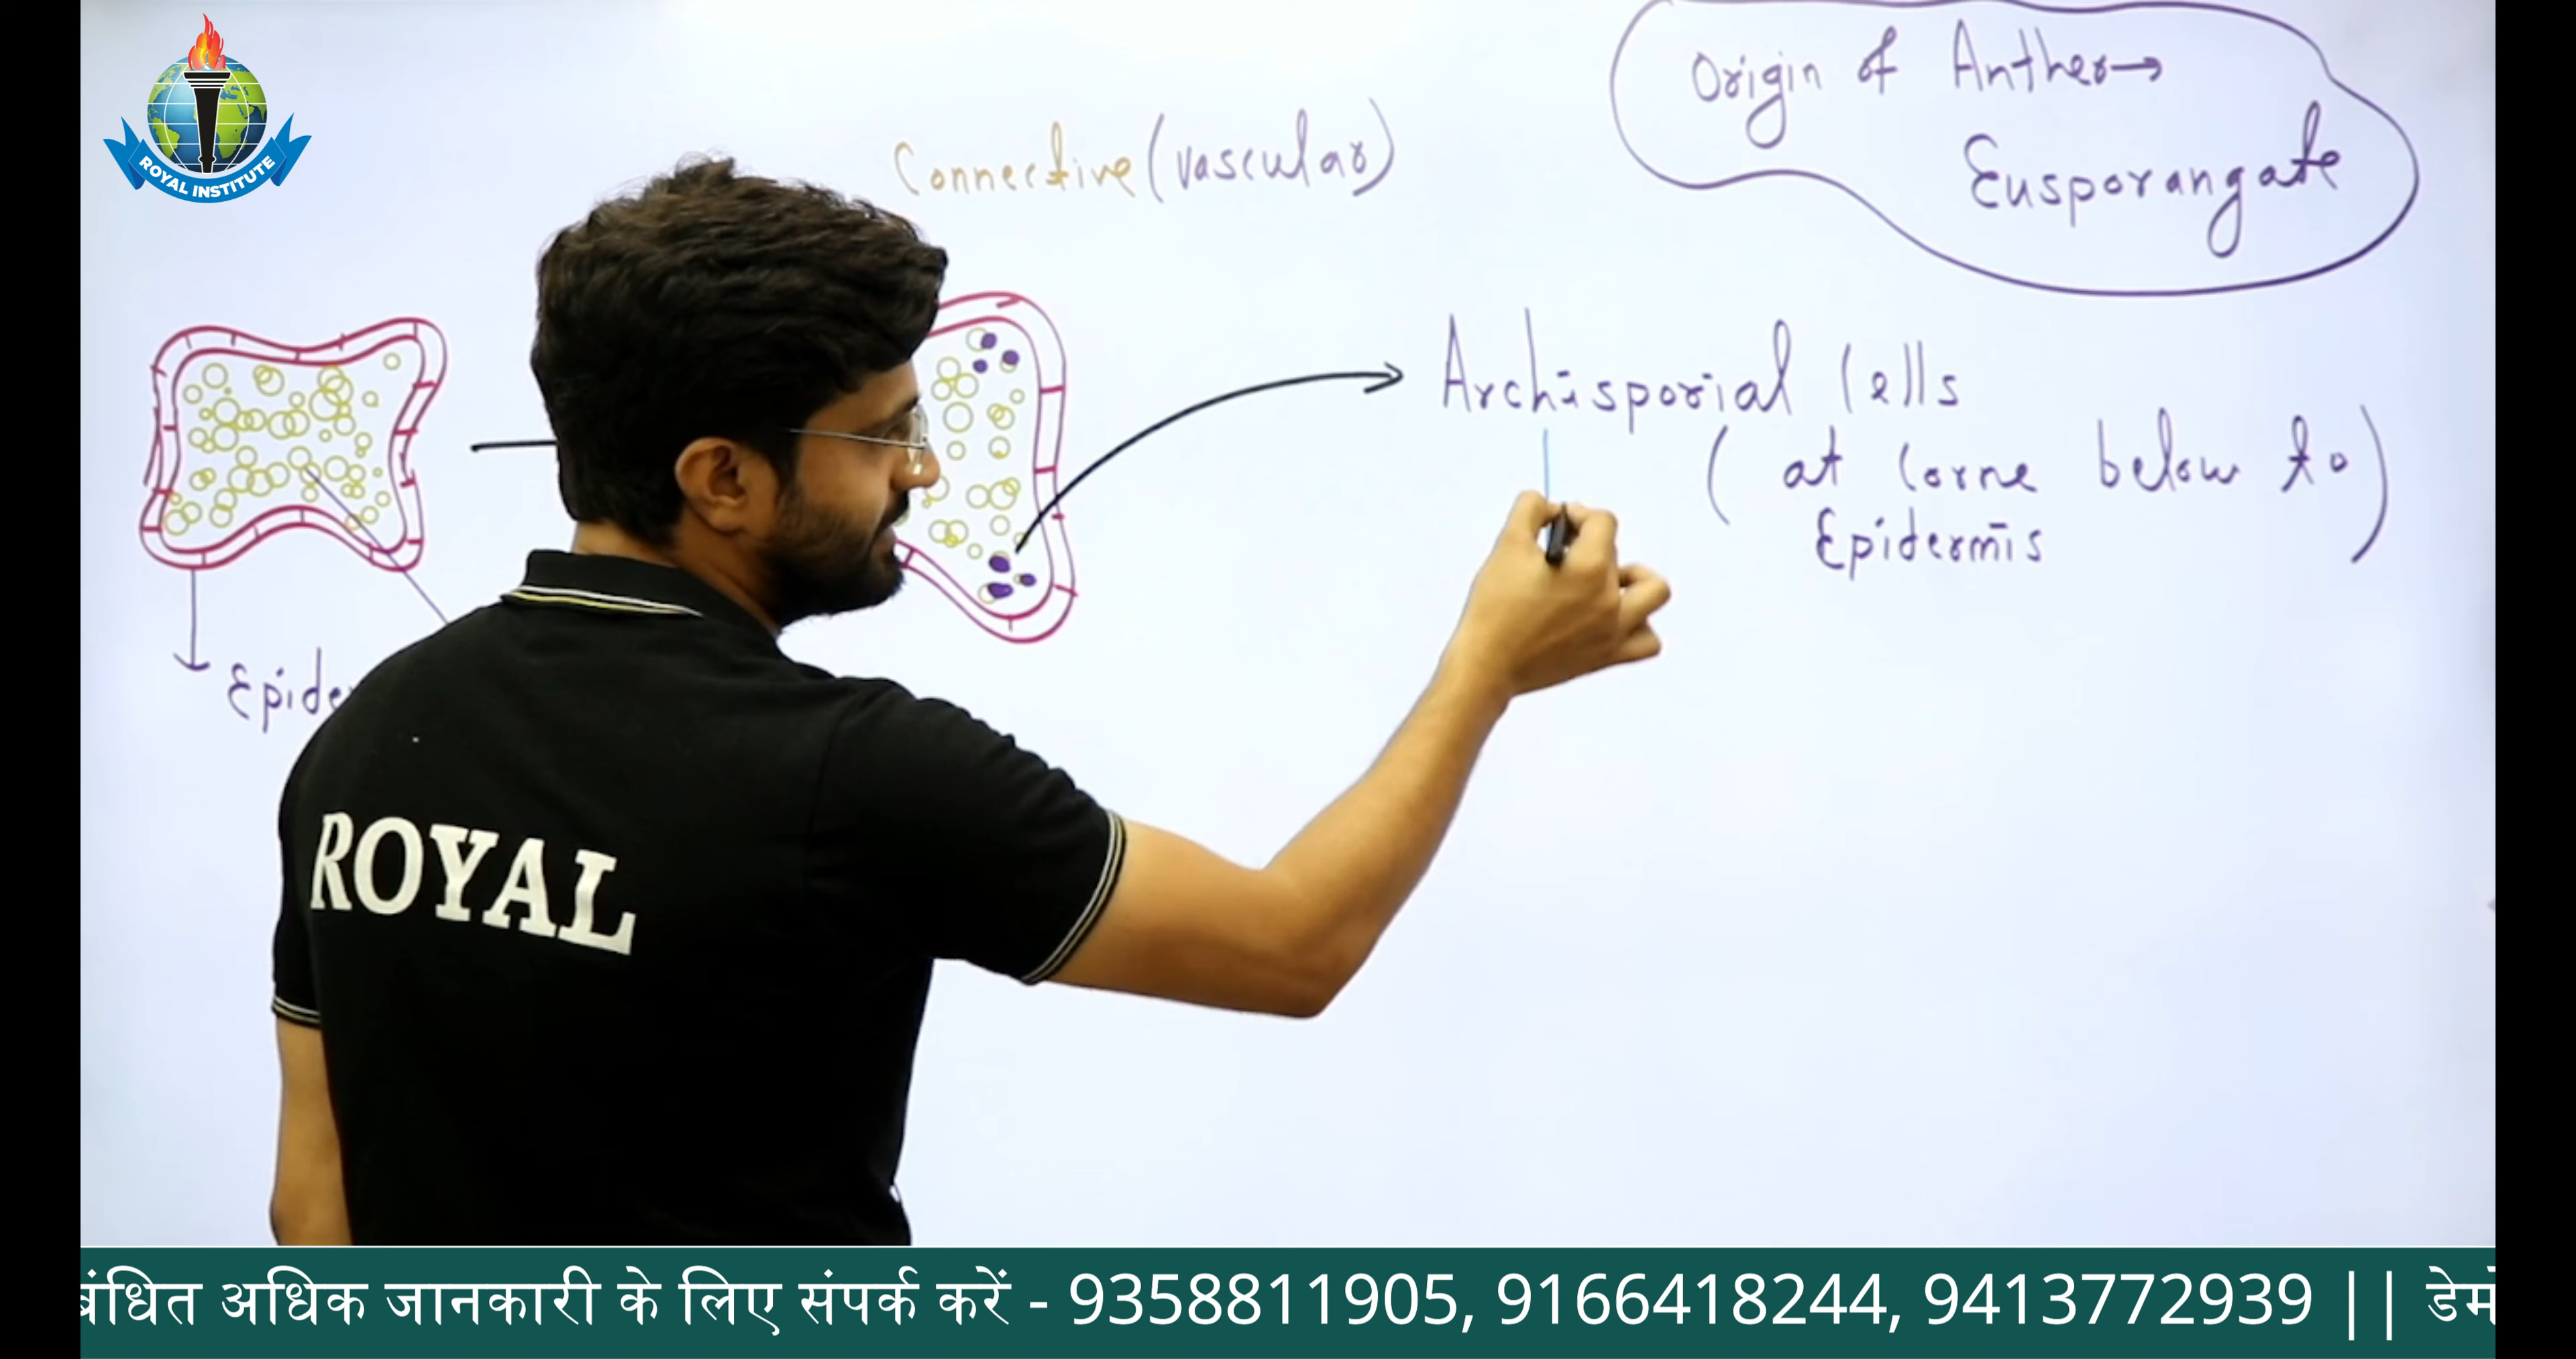 ROYAL INSTITUTE
Origin of Anther→
Eusporangate
Connective (vascular)
Archisporial Cells
( at Corne below to )
Epidermis
Epide
ROYAL
बंधित अधिक जानकारी के लिए संपर्क करें - 9358811905, 9166418244, 9413772939 ||